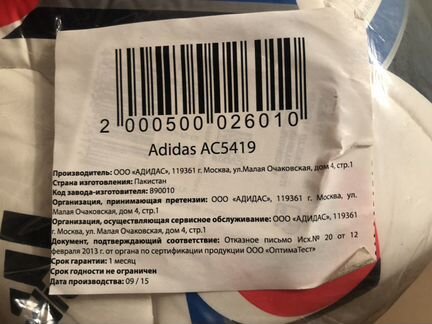 2 000500 026010
Adidas AC5419
Производитель: ООО «АДИДАС», 119361 г. Москва, ул.Малая Очаковская, дом 4, стр.1
Страна изготовления: Пакистан
Код завода-изготовителя: B90010
Организация, принимающая претензии: ООО «АДИДАС», 119361 г. Москва, ул.
Малая Очаковская, дом 4, стр.1
Организация, осуществляющая сервисное обслуживание: ООО «АДИДАС», 119361
г. Москва, ул. Малая Очаковская, дом 4, стр.1
Документ, подтверждающий соответствие: Отказное письмо Исх.№ 20 от 12
февраля 2013 г. от органа по сертификации продукции ООО «ОптимаТест»
Срок гарантии: 1 месяц
Срок годности не ограничен
Дата производства: 09 / 15